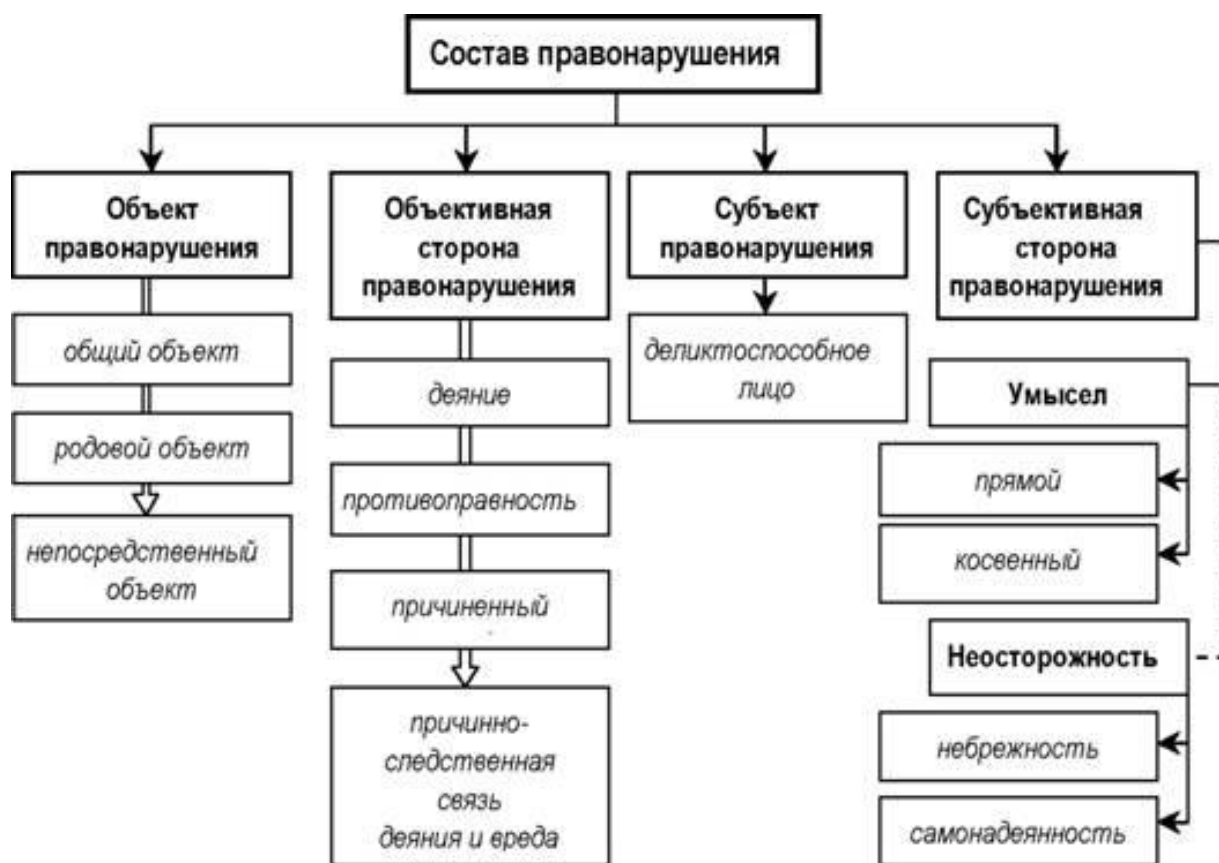 Состав правонарушения
Объект
правонарушения
общий объект
родовой объект
непосредственный
объект
Объективная
сторона
правонарушения
деяние
противоправность
причиненный
причинно-
следственная
связь
деяния и вреда
Субъект
правонарушения
деликтоспособное
лицо
Субъективная
сторона
правонарушения
Умысел
прямой
косвенный
Неосторожность
небрежность
самонадеянность